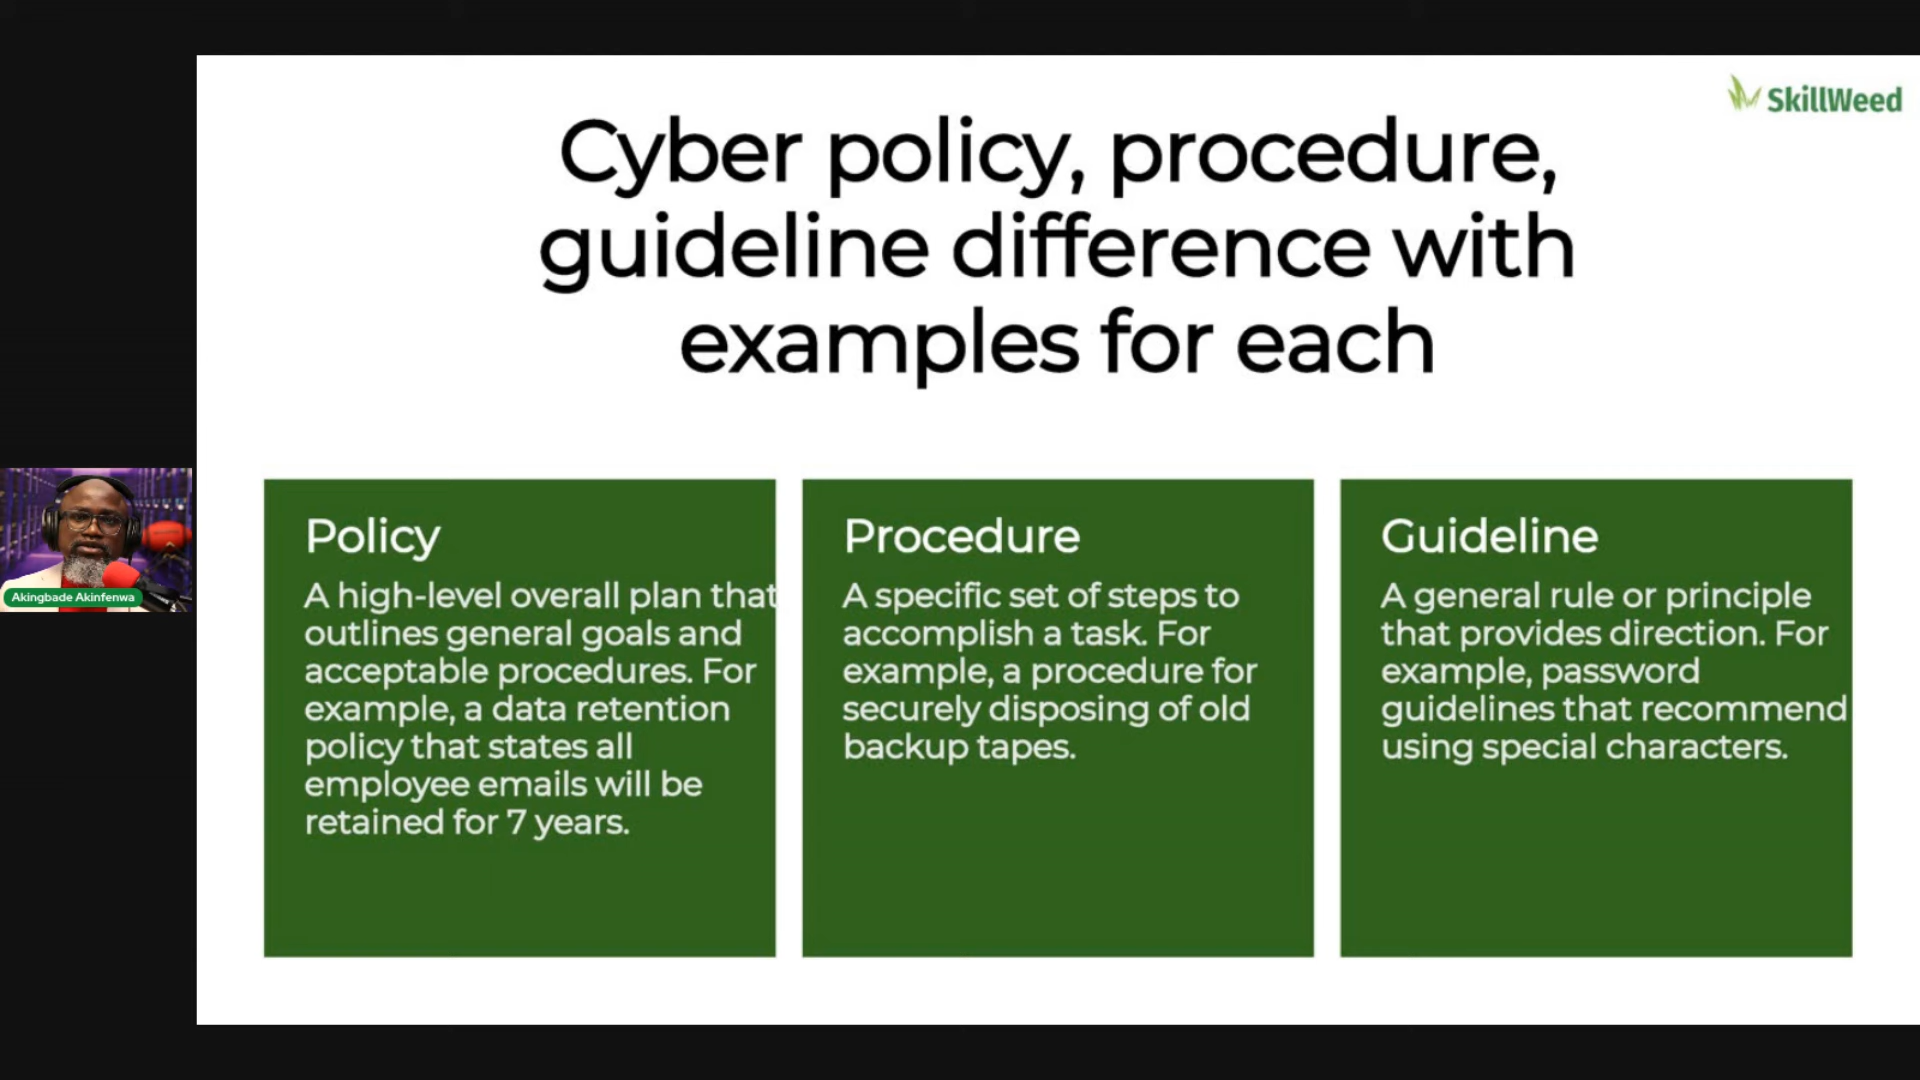 SkillWeed
Cyber policy, procedure,
guideline difference with
examples for each
Policy
A high-level overall plan that
outlines general goals and
acceptable procedures. For
example, a data retention
policy that states all
employee emails will be
retained for 7 years.
Procedure
A specific set of steps to
accomplish a task. For
example, a procedure for
securely disposing of old
backup tapes.
Guideline
A general rule or principle
that provides direction. For
example, password
guidelines that recommend
using special characters.
Akingbade Akinfenwa